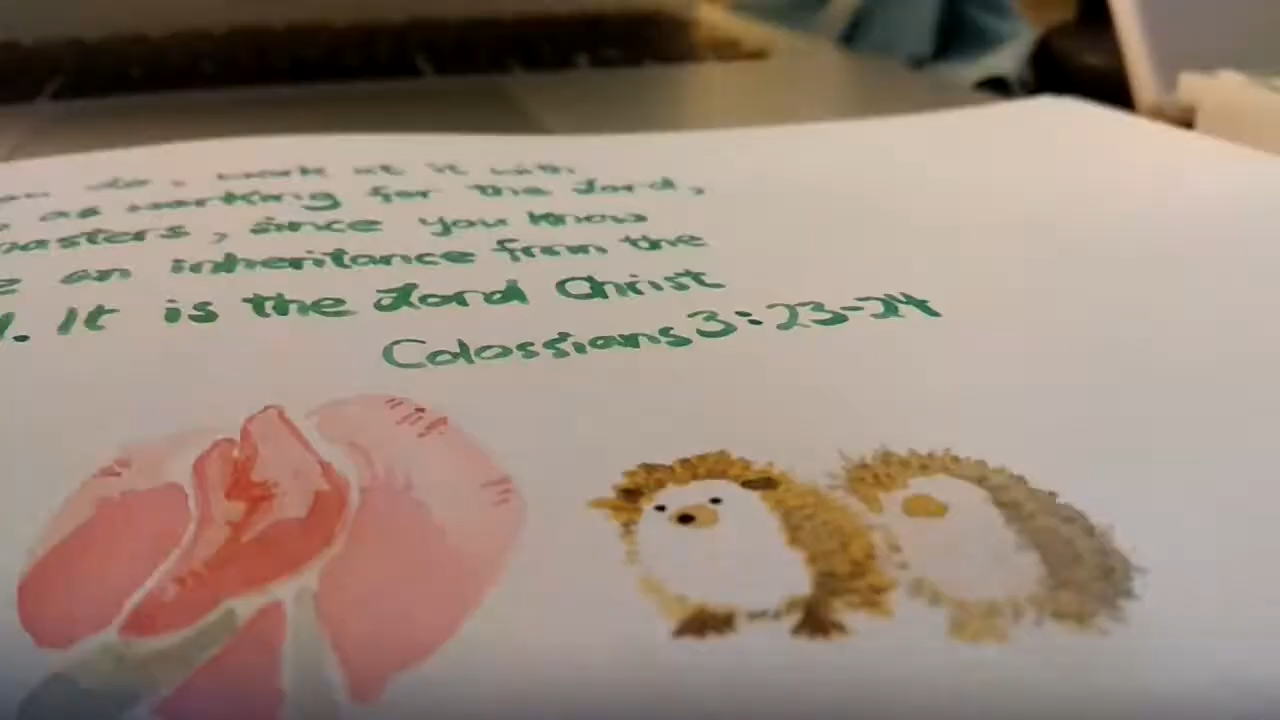 do, work at it with
as working for the Lord,
masters, since you know
an inheritance from the
It is the Lord Christ
Colossians 3:23-24